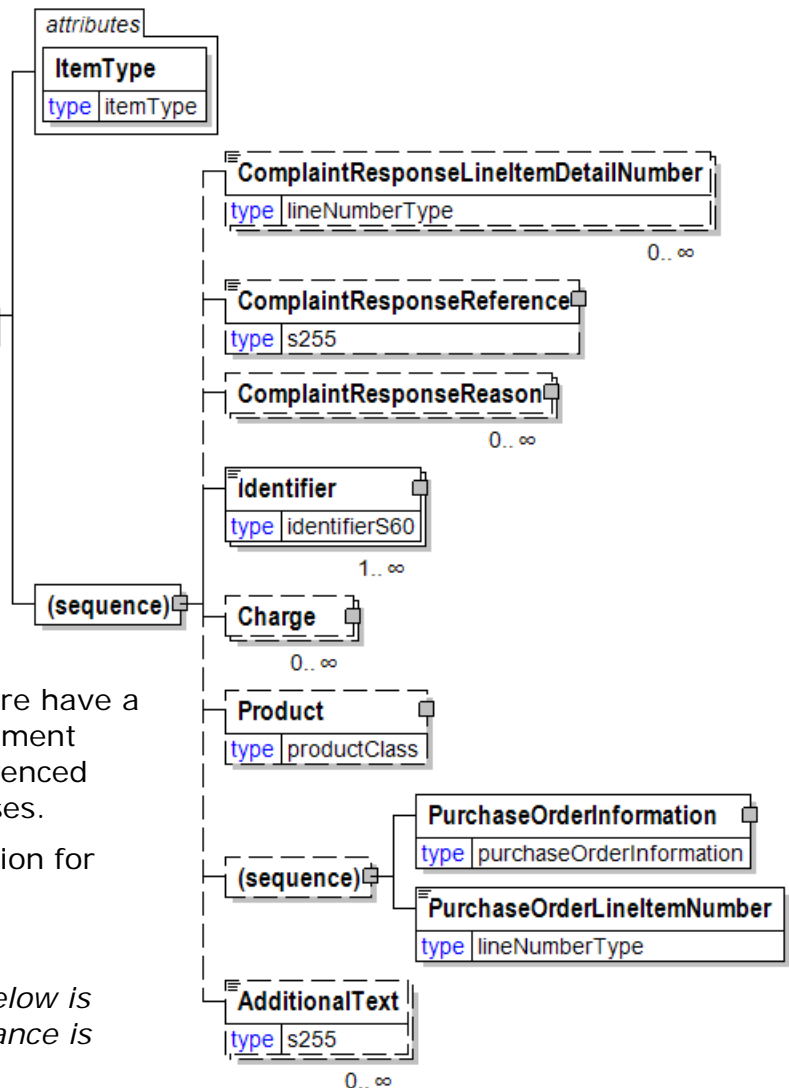 attributes
ItemType
type itemType
ComplaintResponseLineItemDetailNumber
type lineNumberType
0.. ∞
ComplaintResponseReference
type s255
ComplaintResponseReason
0.. ∞
Identifier
type identifierS60
1.. ∞
(sequence)
Charge
0.. ∞
re have a
ment
enced
ses.
tion for
elow is
ance is
Product
type productClass
(sequence)
PurchaseOrderInformation
type purchaseOrderInformation
PurchaseOrderLineItemNumber
type lineNumberType
AdditionalText
type s255
0.. ∞